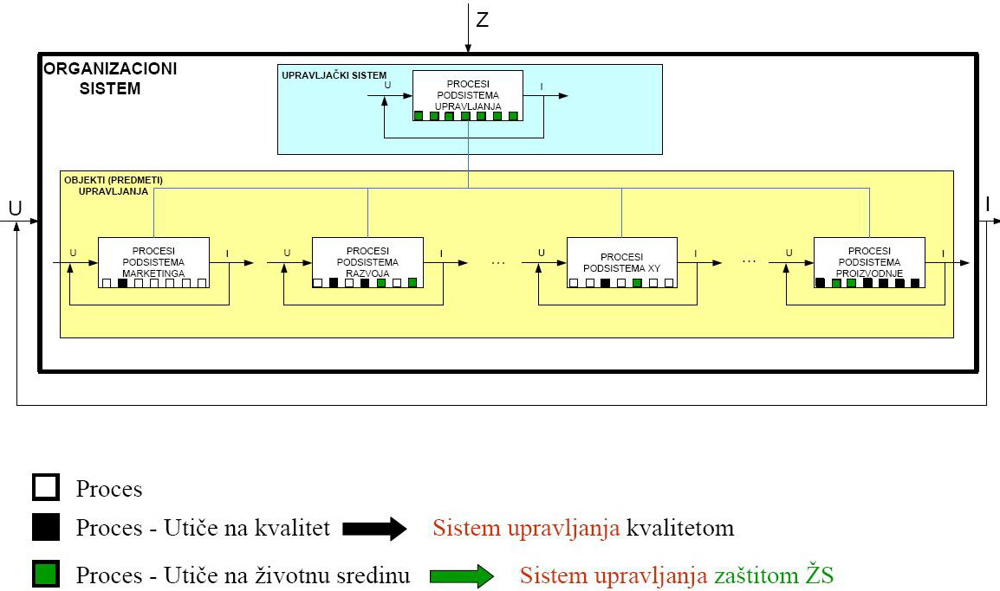 Z
ORGANIZACIONI
SISTEM
UPRAVLJAČKI SISTEM
U
PROCESI
PODSISTEMA
UPRAVLJANJA
I
OBJEKTI (PREDMETI)
UPRAVLJANJA
U
I
U
PROCESI
PODSISTEMA
MARKETINGA
I
U
PROCESI
PODSISTEMA
RAZVOJA
I
...
U
PROCESI
PODSISTEMA XY
I
...
U
PROCESI
PODSISTEMA
PROIZVODNJE
I
Proces
Proces - Utiče na kvalitet Sistem upravljanja kvalitetom
Proces - Utiče na životnu sredinu Sistem upravljanja zaštitom ŽS